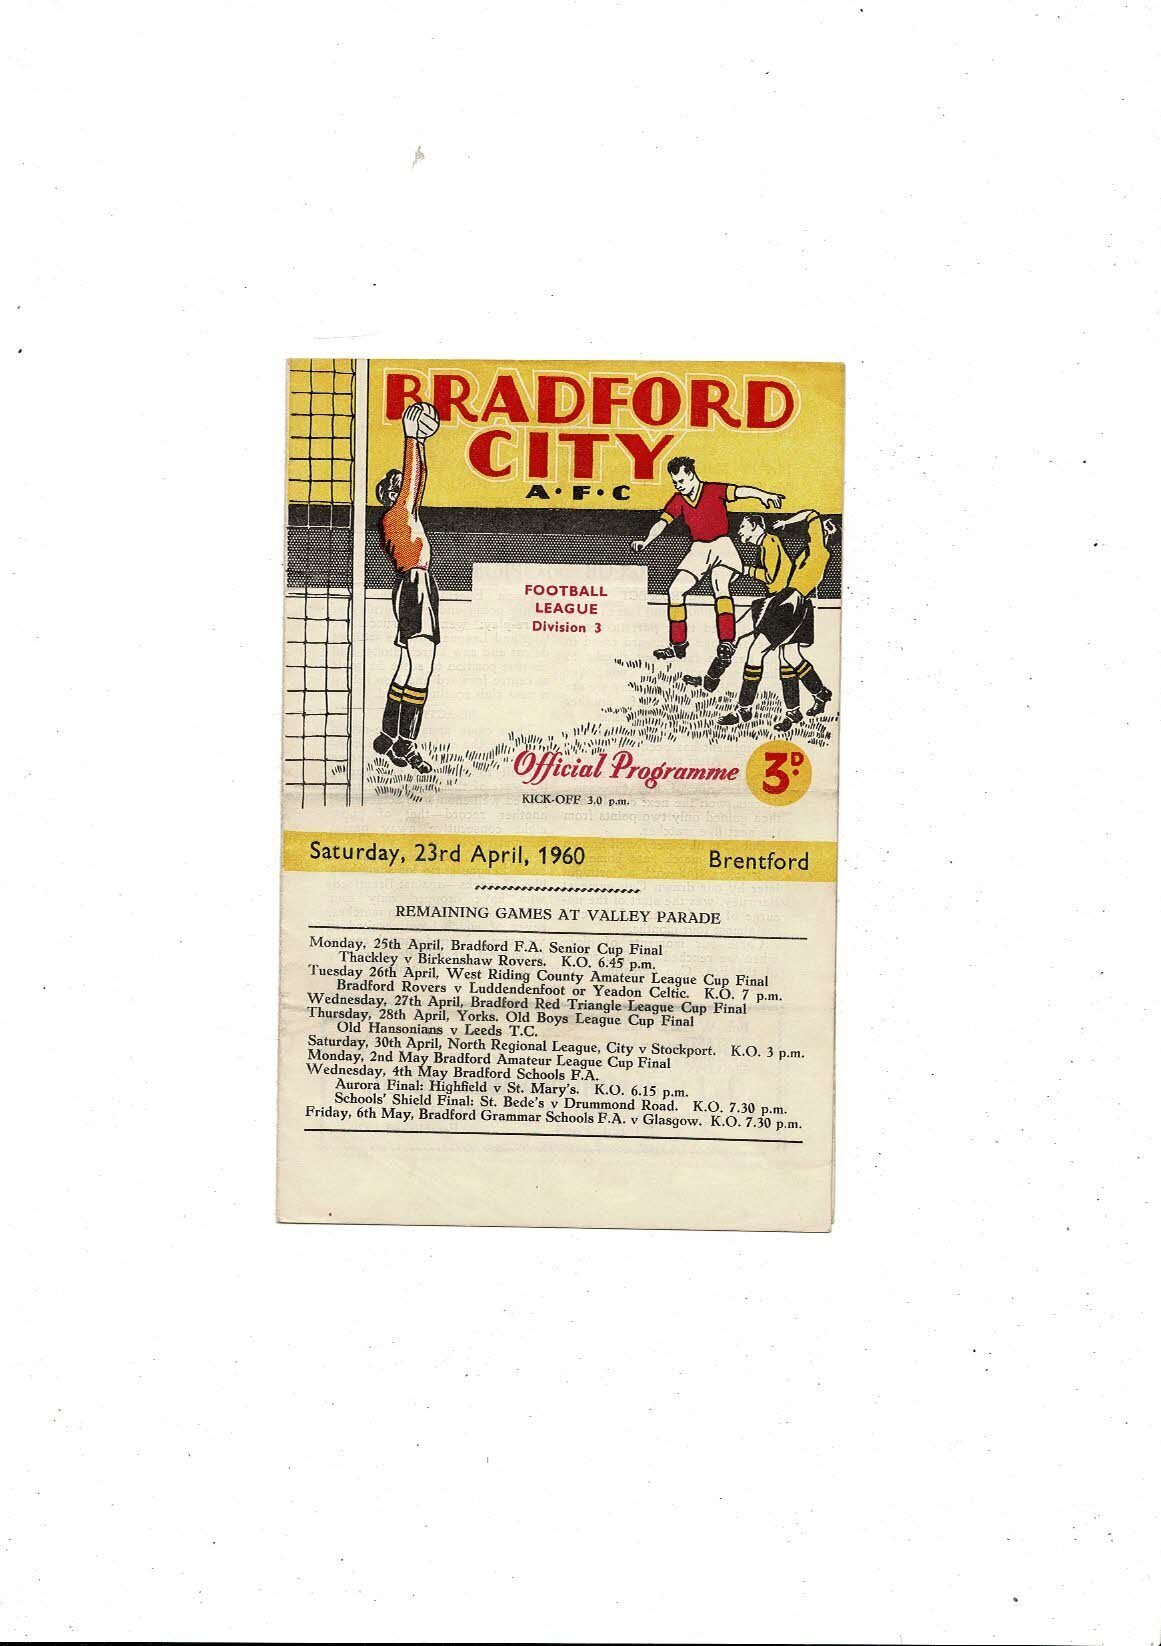 BRADFORD
CITY
A·F·C
FOOTBALL
LEAGUE
Division 3
Official Programme
3D.
KICK-OFF 3.0 p.m.
Saturday, 23rd April, 1960
Brentford
REMAINING GAMES AT VALLEY PARADE
Monday, 25th April, Bradford F.A. Senior Cup Final
Thackley v Birkenshaw Rovers. K.O. 6.45 p.m.
Tuesday 26th April, West Riding County Amateur League Cup Final
Bradford Rovers v Luddendenfoot or Yeadon Celtic. K.O. 7 p.m.
Wednesday, 27th April, Bradford Red Triangle League Cup Final
Thursday, 28th April, Yorks. Old Boys League Cup Final
Old Hansonians v Leeds T.C.
Saturday, 30th April, North Regional League, City v Stockport. K.O. 3 p.m.
Monday, 2nd May Bradford Amateur League Cup Final
Wednesday, 4th May Bradford Schools F.A.
Aurora Final: Highfield v St. Mary's. K.O. 6.15 p.m.
Schools' Shield Final: St. Bede's v Drummond Road. K.O. 7.30 p.m.
Friday, 6th May, Bradford Grammar Schools F.A. v Glasgow. K.O. 7.30 p.m.